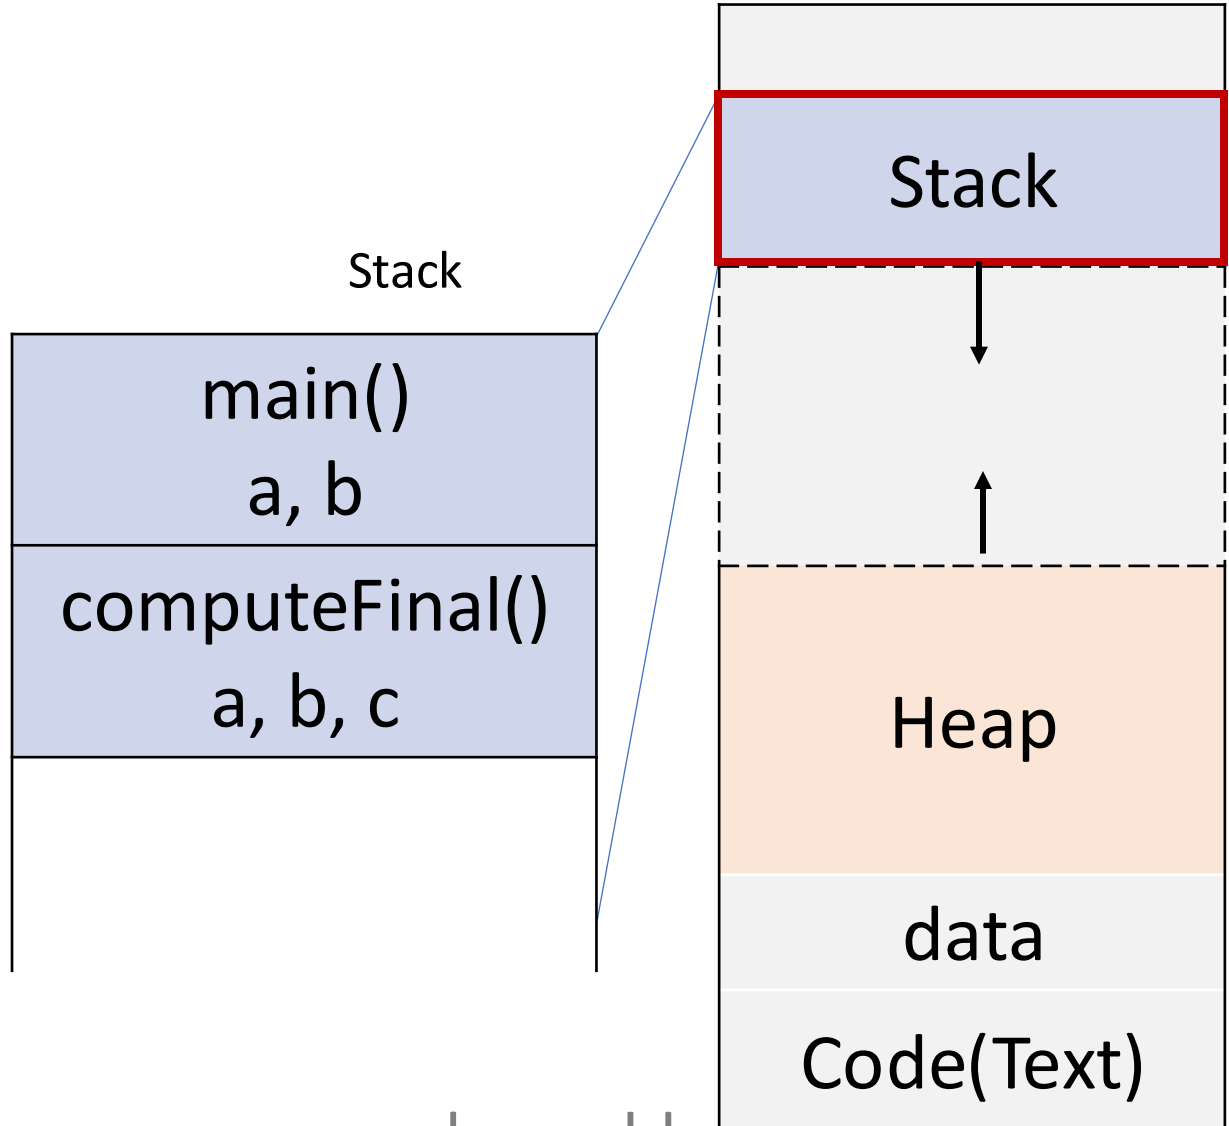 Stack
main()
a, b
computeFinal()
a, b, c
Stack
Heap
data
Code(Text)